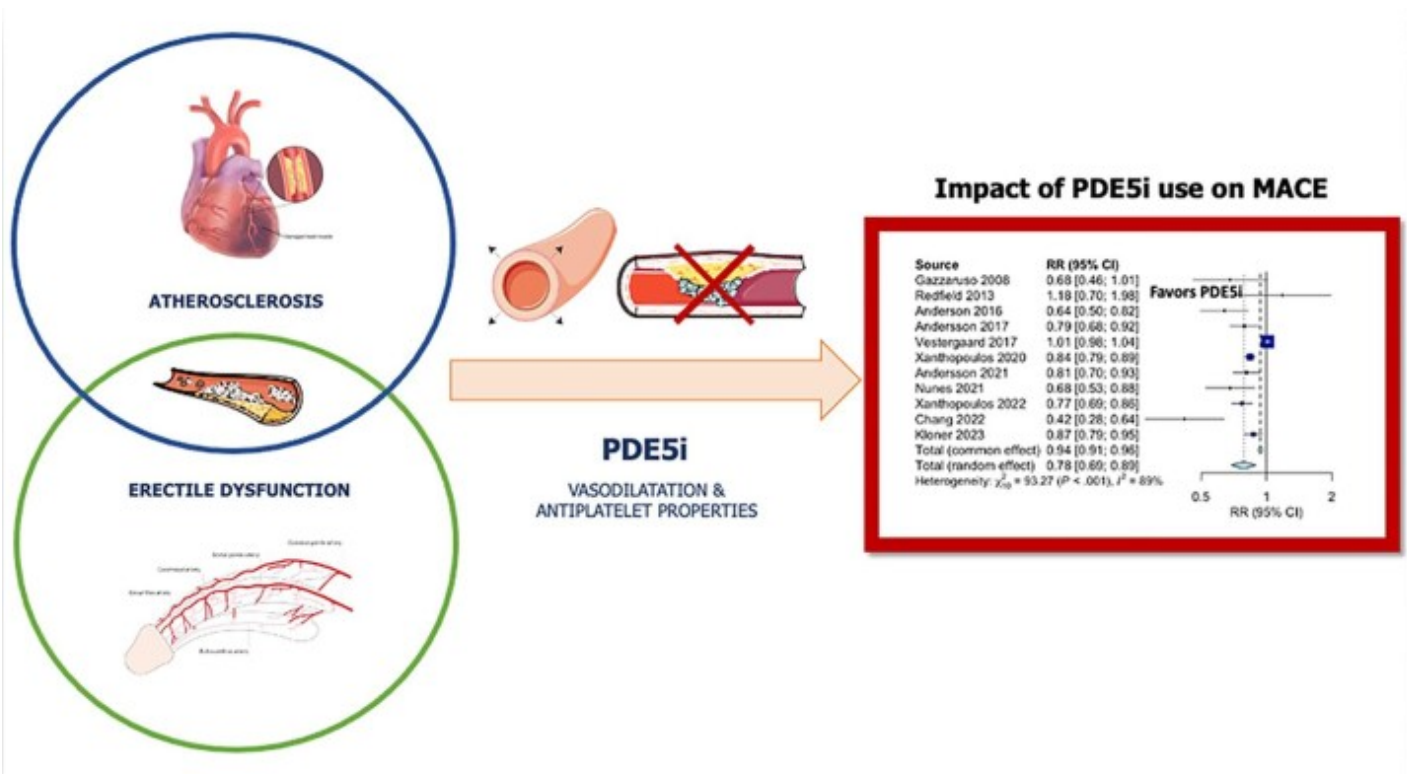 ATHEROSCLEROSIS
ERECTILE DYSFUNCTION
PDE5i
VASODILATATION &
ANTIPLATELET PROPERTIES
Impact of PDE5i use on MACE
Source RR (95% CI)
Gazzaruso 2008 0.68 [0.46; 1.01]
Redfield 2013 1.18 [0.70; 1.98]
Favors PDE5i
Anderson 2016 0.64 [0.50; 0.82]
Andersson 2017 0.79 [0.68; 0.92]
Vestergaard 2017 1.01 [0.98; 1.04]
Xanthopoulos 2020 0.84 [0.79; 0.89]
Andersson 2021 0.81 [0.70; 0.93]
Nunes 2021 0.68 [0.53; 0.88]
Xanthopoulos 2022 0.77 [0.69; 0.86]
Chang 2022 0.42 [0.28; 0.64]
Kloner 2023 0.87 [0.79; 0.95]
Total (common effect) 0.94 [0.91; 0.96]
Total (random effect) 0.78 [0.69; 0.89]
Heterogeneity: χ²₁₀ = 93.27 (P < .001), I² = 89%
0.5 1 2
RR (95% CI)